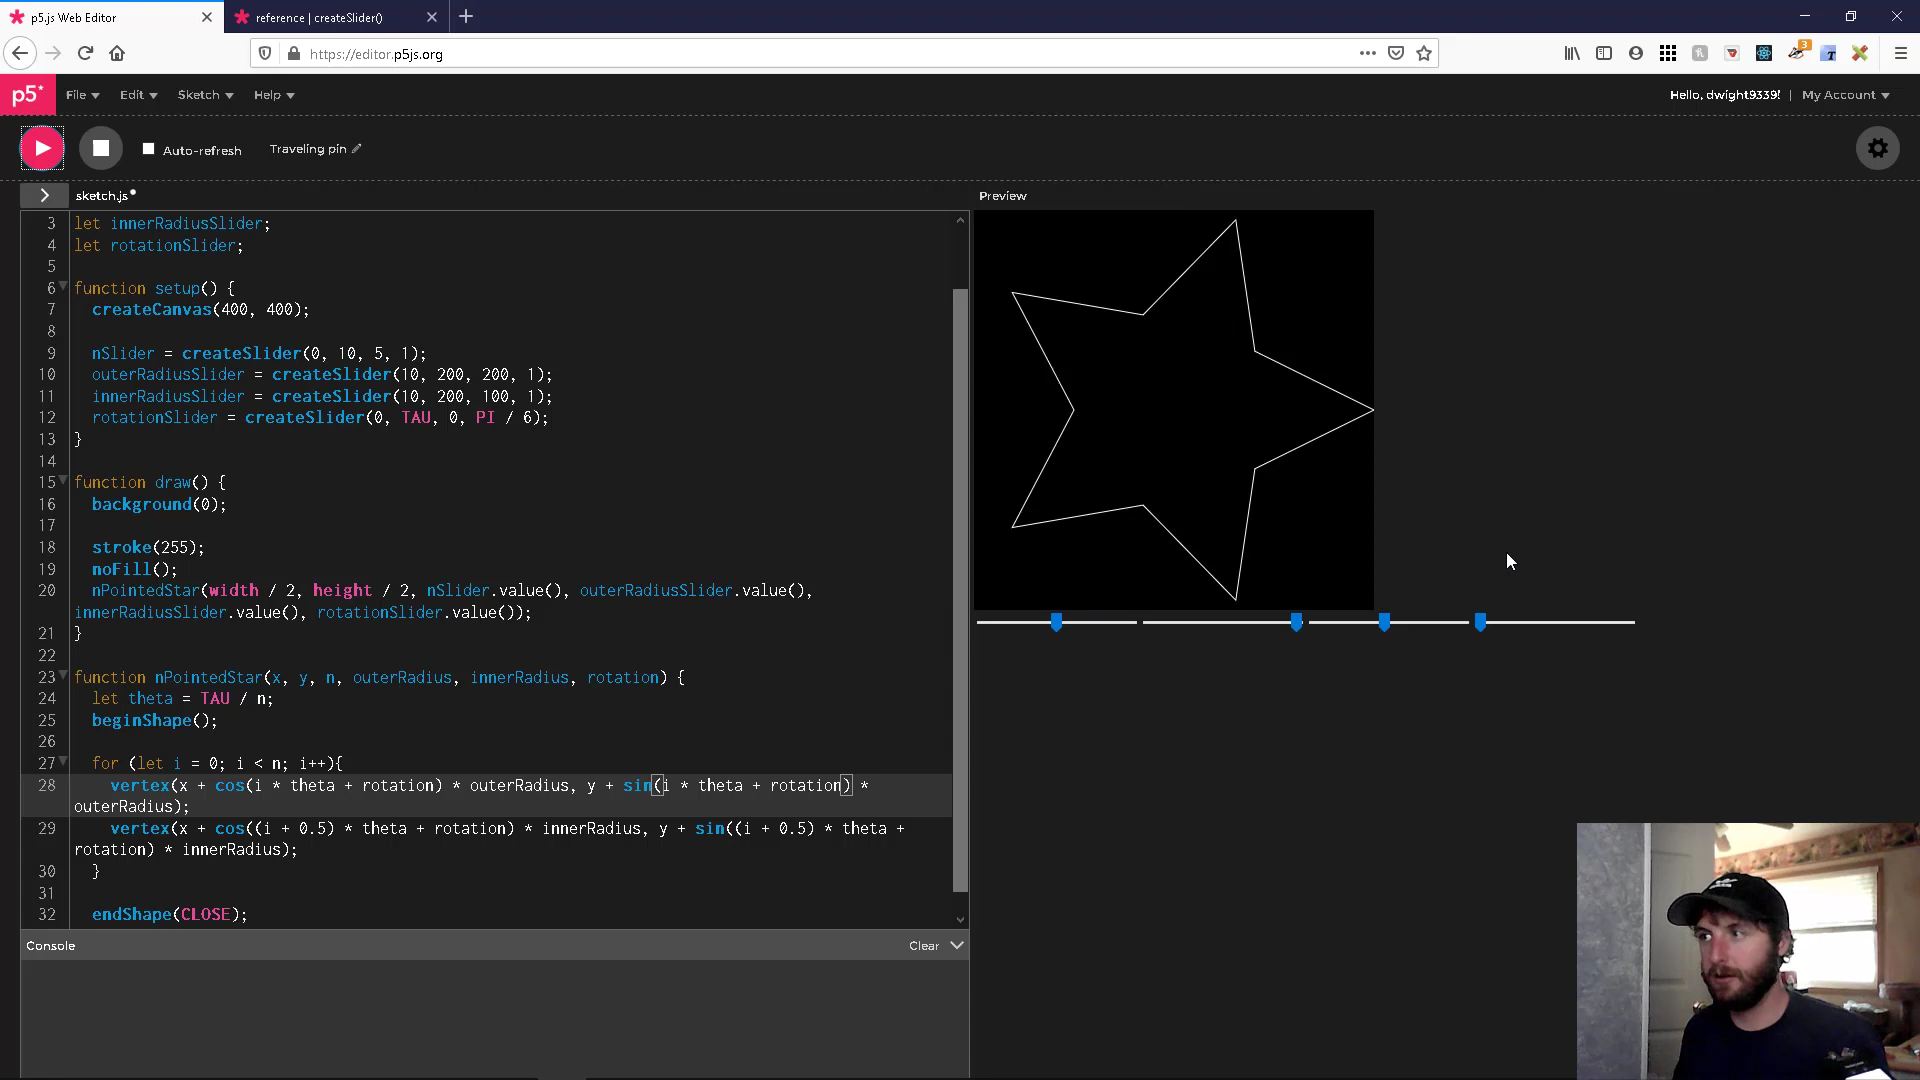 p5.js Web Editor
reference | createSlider()
https://editor.p5js.org
3
p5*
File
Edit
Sketch
Help
Hello, dwight9339!
|
My Account
Auto-refresh
Traveling pin
sketch.js
Preview
3 let innerRadiusSlider;
4 let rotationSlider;
5
6 function setup() {
7 createCanvas(400, 400);
8
9 nSlider = createSlider(0, 10, 5, 1);
10 outerRadiusSlider = createSlider(10, 200, 200, 1);
11 innerRadiusSlider = createSlider(10, 200, 100, 1);
12 rotationSlider = createSlider(0, TAU, 0, PI / 6);
13 }
14
15 function draw() {
16 background(0);
17
18 stroke(255);
19 noFill();
20 nPointedStar(width / 2, height / 2, nSlider.value(), outerRadiusSlider.value(),
innerRadiusSlider.value(), rotationSlider.value());
21 }
22
23 function nPointedStar(x, y, n, outerRadius, innerRadius, rotation) {
24 let theta = TAU / n;
25 beginShape();
26
27 for (let i = 0; i < n; i++){
28 vertex(x + cos(i * theta + rotation) * outerRadius, y + sin(i * theta + rotation) *
outerRadius);
29 vertex(x + cos((i + 0.5) * theta + rotation) * innerRadius, y + sin((i + 0.5) * theta +
rotation) * innerRadius);
30 }
31
32 endShape(CLOSE);
Console
Clear